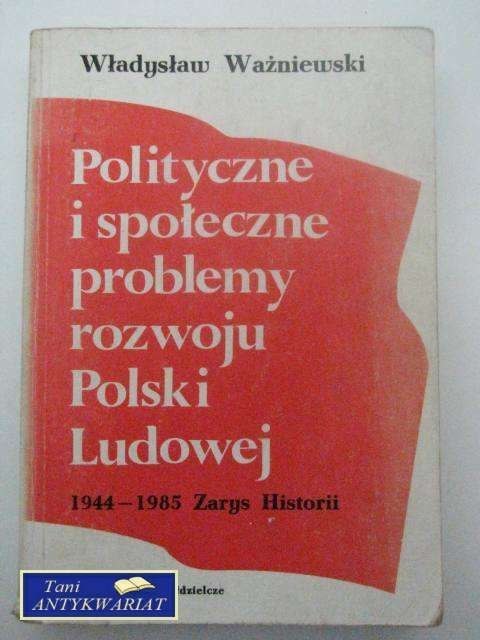 Władysław Ważniewski
Polityczne
i społeczne
problemy
rozwoju
Polski
Ludowej
1944–1985 Zarys Historii
Tani
ANTYKWARIAT